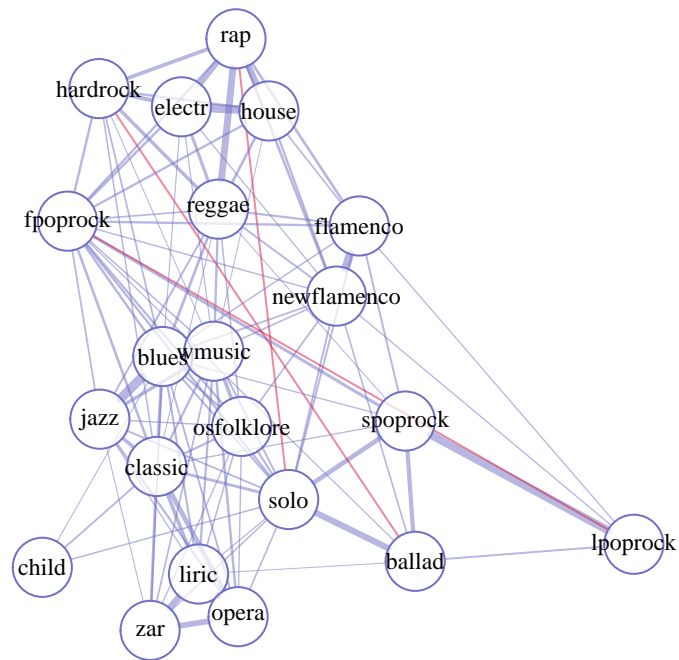 rap
hardrock
electr
house
reggae
fpoprock
flamenco
newflamenco
wmusic
blues
jazz
osfolklore
spoprock
classic
solo
lpoprock
child
liric
ballad
opera
zar